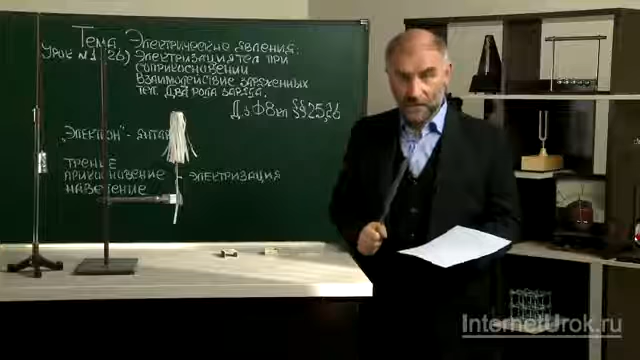 Тема Электрические явления:
Урок №1(26) Электризация тел при
соприкосновении
Взаимодействие заряженных
тел. Два рода заряда.
Д.з Ф8кл §§25,26
"Электрон" - янтарь
трение
прикосновение - электризация
наведение
InternetUrok.ru